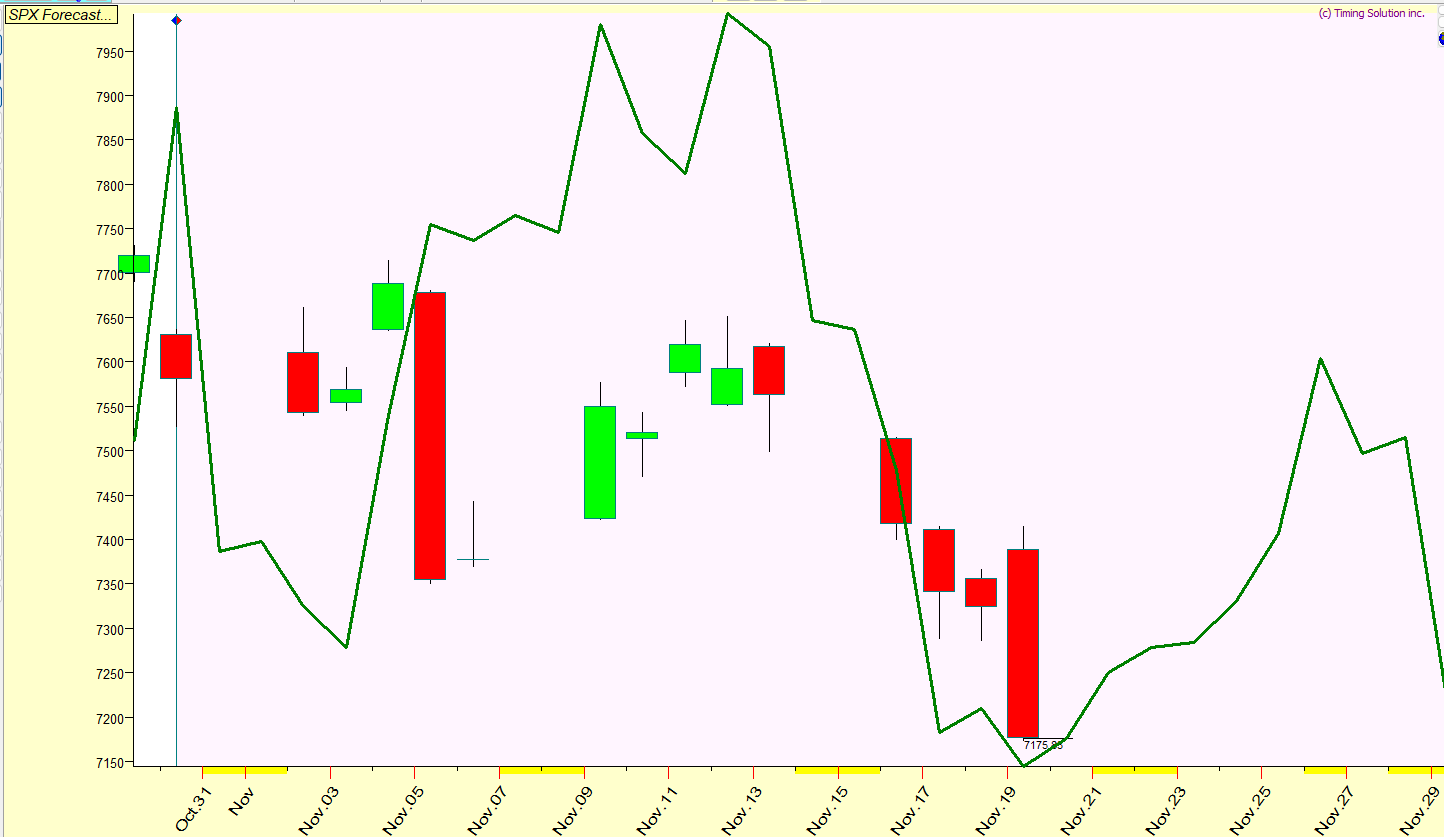 SPX Forecast...
(c) Timing Solution inc.
7950
7900
7850
7800
7750
7700
7650
7600
7550
7500
7450
7400
7350
7300
7250
7200
7150
7175.85
Oct.31
Nov
Nov.03
Nov.05
Nov.07
Nov.09
Nov.11
Nov.13
Nov.15
Nov.17
Nov.19
Nov.21
Nov.23
Nov.25
Nov.27
Nov.29